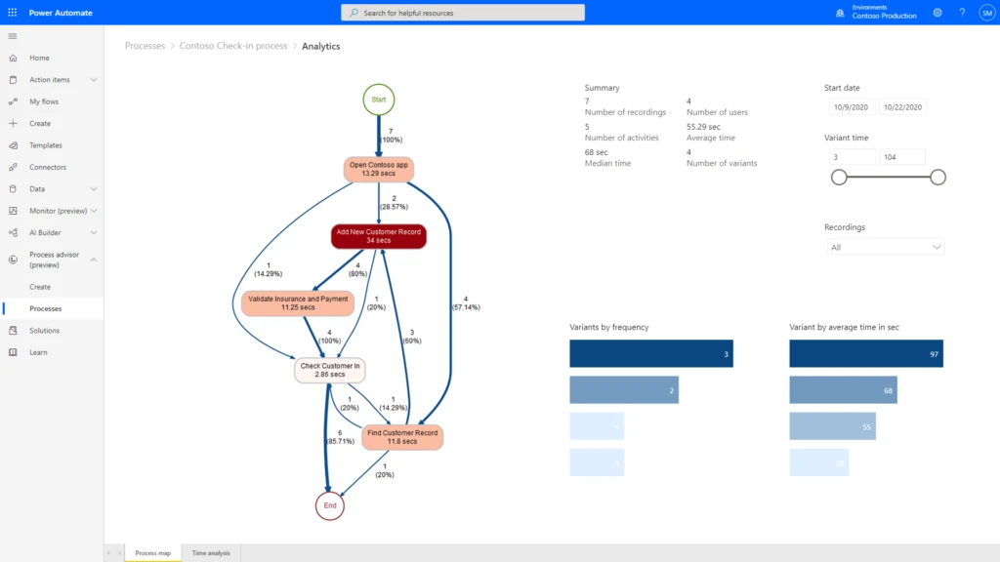 Power Automate
Search for helpful resources
Environments
Contoso Production
?
SM
Home
Action items
My flows
Create
Templates
Connectors
Data
Monitor (preview)
AI Builder
Process advisor
(preview)
Create
Processes
Solutions
Learn
Processes > Contoso Check-in process > Analytics
Start
7
(100%)
Open Contoso app
13.29 secs
2
(28.57%)
Add New Customer Record
34 secs
1
(14.29%)
4
(80%)
Validate Insurance and Payment
11.25 secs
1
(20%)
4
(57.14%)
4
(100%)
3
(60%)
Check Customer In
2.86 secs
1
(20%)
1
(14.29%)
6
(85.71%)
Find Customer Record
11.8 secs
1
(20%)
End
Summary
7
Number of recordings
4
Number of users
5
Number of activities
55.29 sec
Average time
68 sec
Median time
4
Number of variants
Start date
10/9/2020
10/22/2020
Variant time
3
104
Recordings
All
Variants by frequency
3
2
Variant by average time in sec
97
68
55
Process map
Time analysis